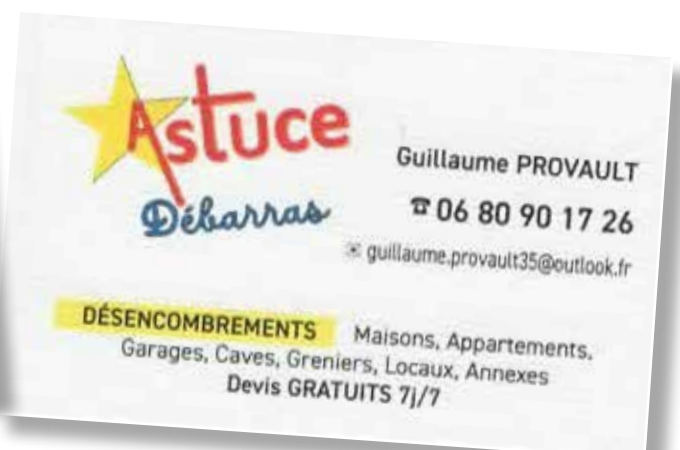 Astuce
Débarras
Guillaume PROVAULT
☎ 06 80 90 17 26
✉ guillaume.provault35@outlook.fr
DÉSENCOMBREMENTS Maisons, Appartements,
Garages, Caves, Greniers, Locaux, Annexes
Devis GRATUITS 7j/7